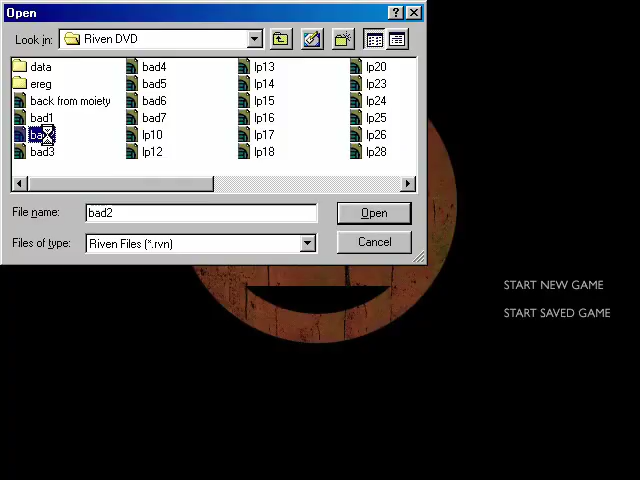 Open
Look in: Riven DVD
data
ereg
back from moiety
bad1
bad3
bad4
bad5
bad6
bad7
lp10
lp12
lp13
lp14
lp15
lp16
lp17
lp18
lp20
lp23
lp24
lp25
lp26
lp28
File name: bad2 Open
Files of type: Riven Files (*.rvn) Cancel
START NEW GAME
START SAVED GAME